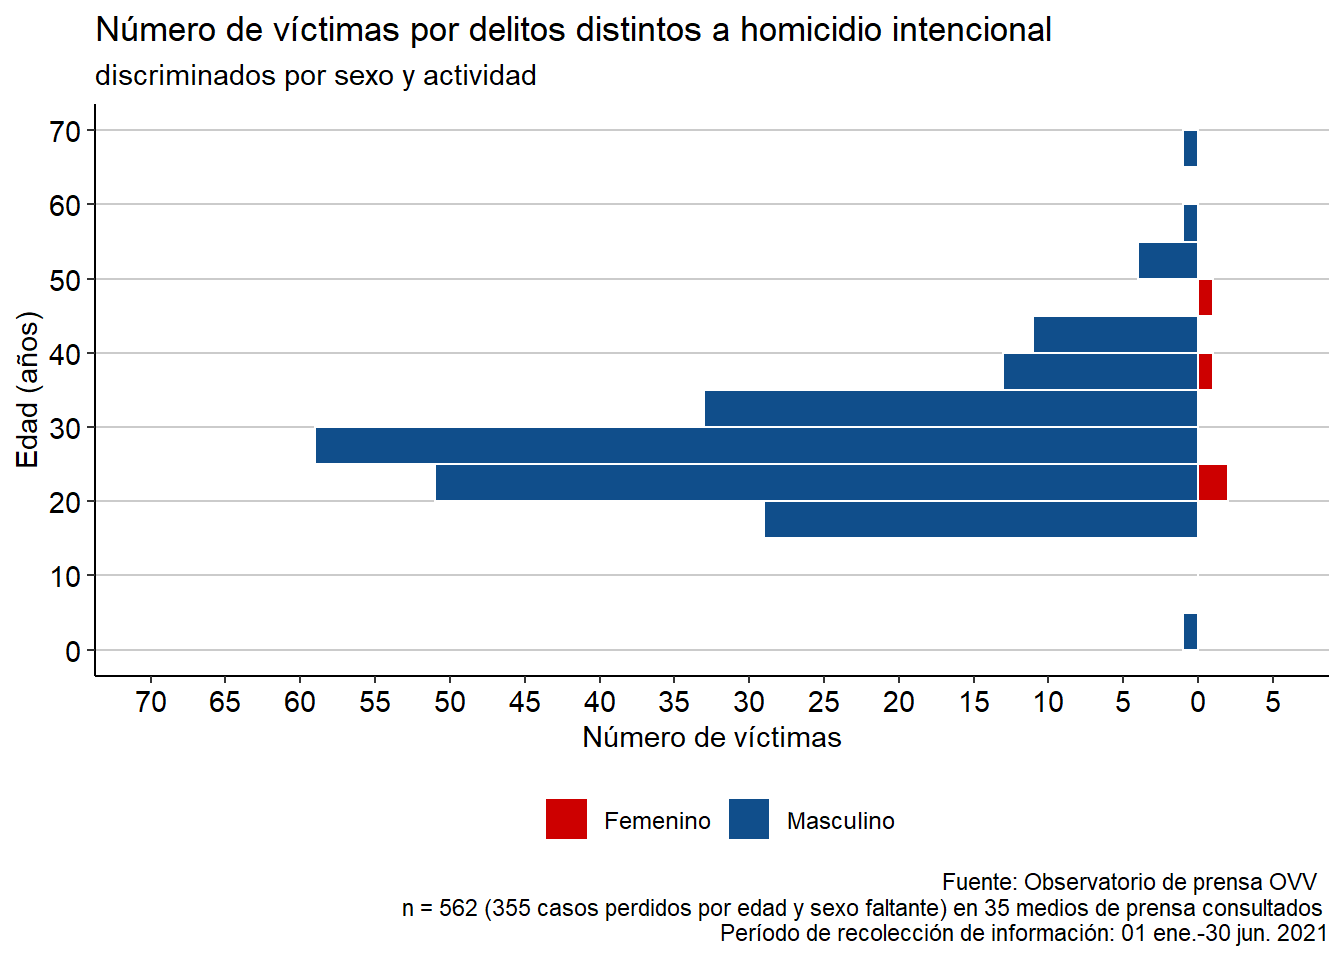 Número de víctimas por delitos distintos a homicidio intencional
discriminados por sexo y actividad
Edad (años)
70
60
50
40
30
20
10
0
70 65 60 55 50 45 40 35 30 25 20 15 10 5 0 5
Número de víctimas
Femenino Masculino
Fuente: Observatorio de prensa OVV
n = 562 (355 casos perdidos por edad y sexo faltante) en 35 medios de prensa consultados
Período de recolección de información: 01 ene.-30 jun. 2021